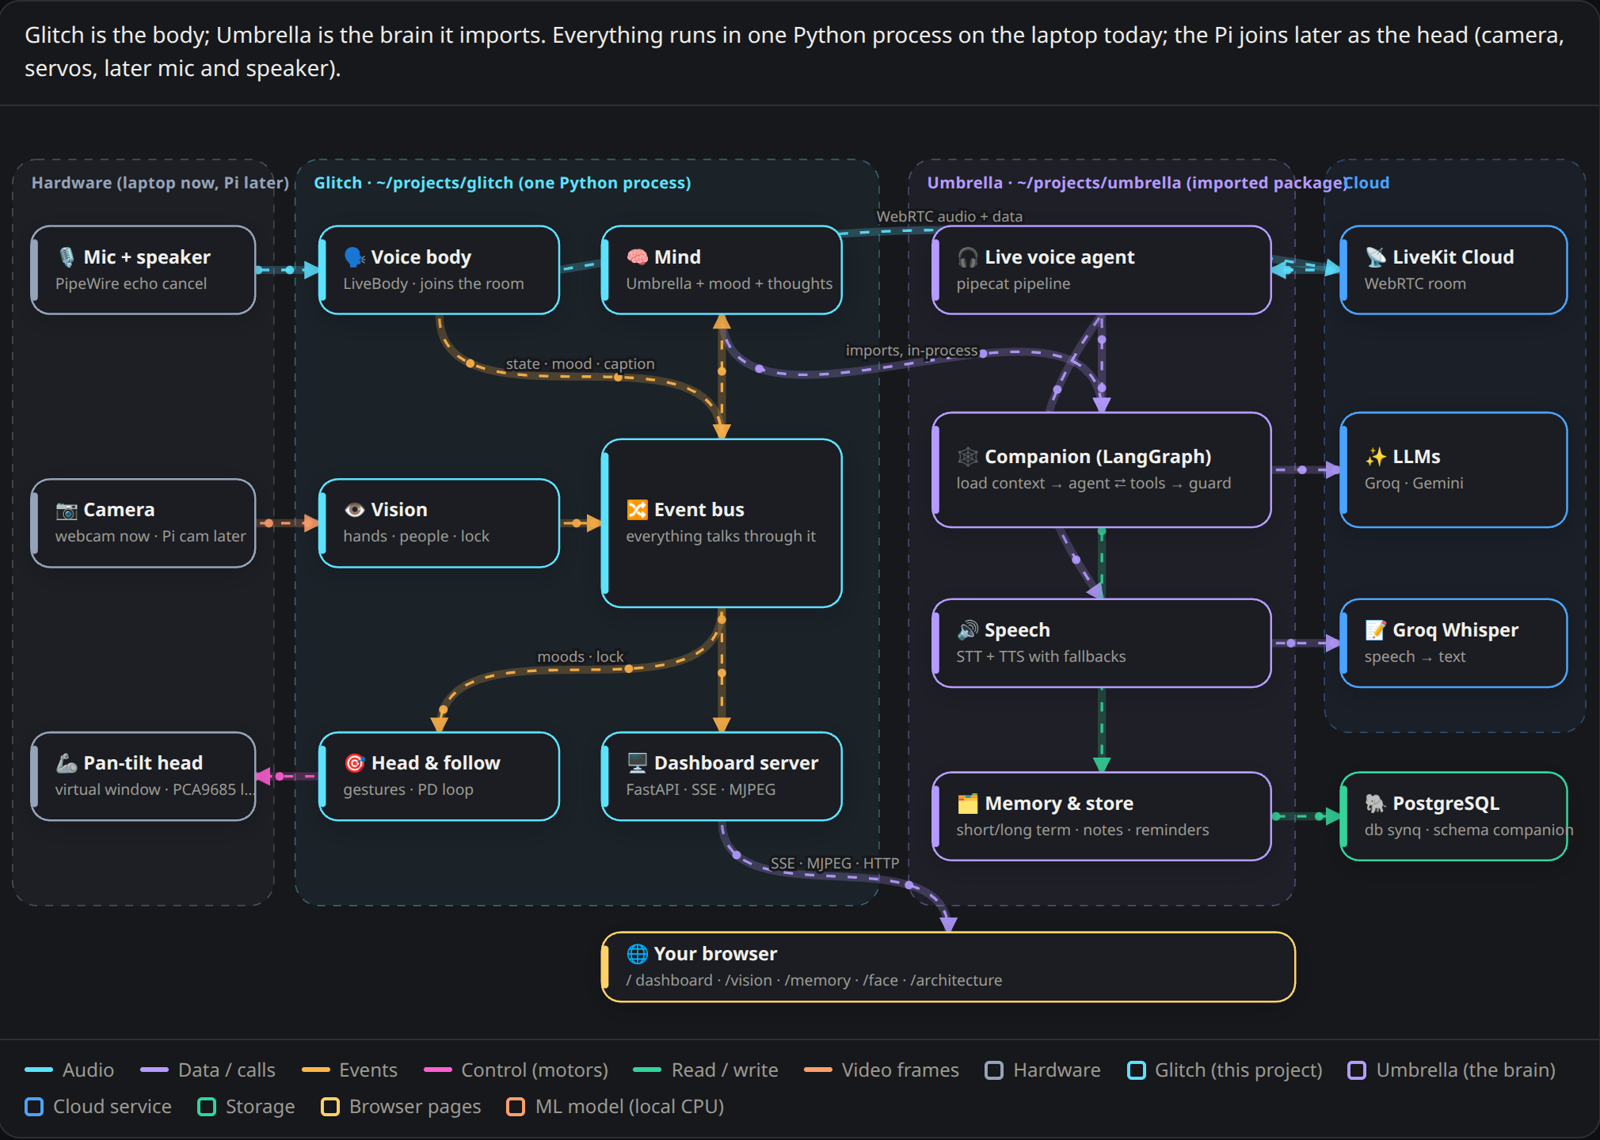 Glitch is the body; Umbrella is the brain it imports. Everything runs in one Python process on the laptop today; the Pi joins later as the head (camera,
servos, later mic and speaker).
Hardware (laptop now, Pi later)
Glitch · ~/projects/glitch (one Python process)
Umbrella · ~/projects/umbrella (imported package)
Cloud
WebRTC audio + data
Mic + speaker
PipeWire echo cancel
Voice body
LiveBody · joins the room
Mind
Umbrella + mood + thoughts
Live voice agent
pipecat pipeline
LiveKit Cloud
WebRTC room
state · mood · caption
imports, in-process
Companion (LangGraph)
load context → agent ⇄ tools → guard
LLMs
Groq · Gemini
Camera
webcam now · Pi cam later
Vision
hands · people · lock
Event bus
everything talks through it
Speech
STT + TTS with fallbacks
Groq Whisper
speech → text
moods · lock
Pan-tilt head
virtual window · PCA9685 l...
Head & follow
gestures · PD loop
Dashboard server
FastAPI · SSE · MJPEG
Memory & store
short/long term · notes · reminders
PostgreSQL
db synq · schema companion
SSE · MJPEG · HTTP
Your browser
/ dashboard · /vision · /memory · /face · /architecture
Audio
Data / calls
Events
Control (motors)
Read / write
Video frames
Hardware
Glitch (this project)
Umbrella (the brain)
Cloud service
Storage
Browser pages
ML model (local CPU)